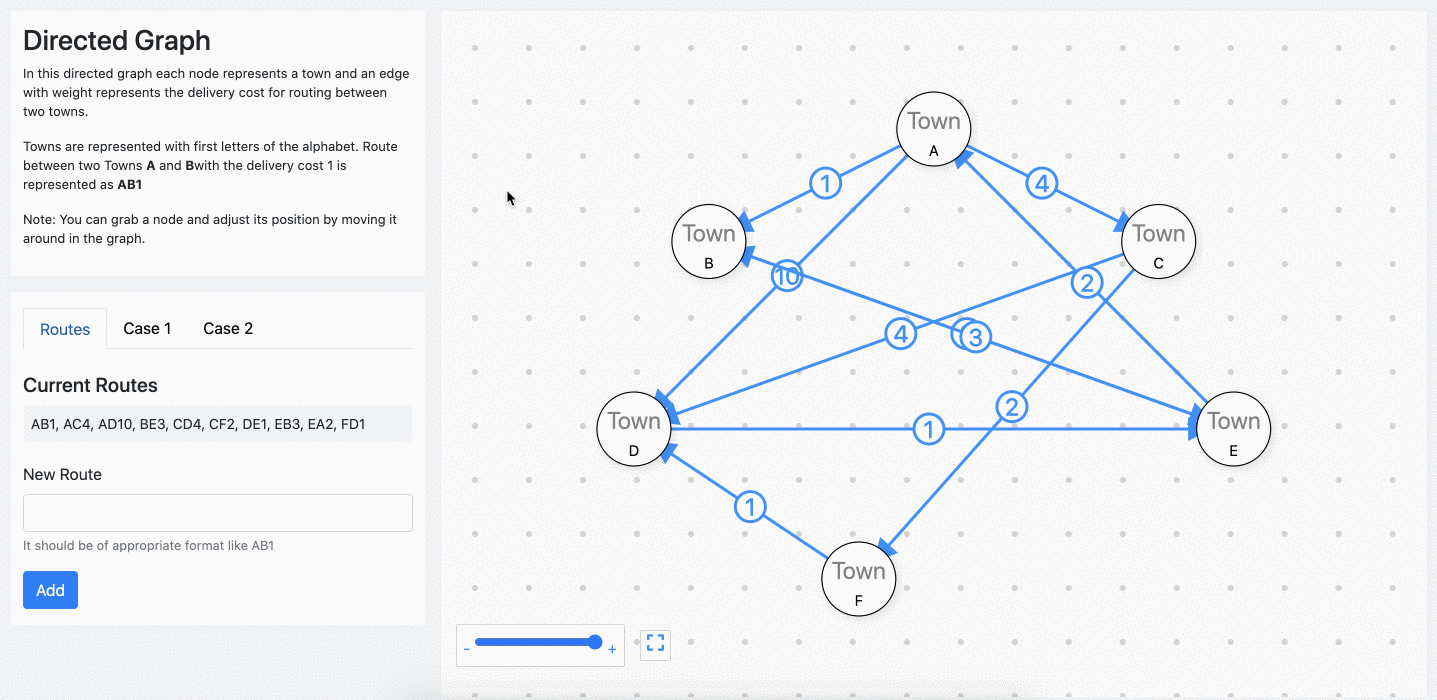 Directed Graph
In this directed graph each node represents a town and an edge
with weight represents the delivery cost for routing between
two towns.
Towns are represented with first letters of the alphabet. Route
between two Towns A and Bwith the delivery cost 1 is
represented as AB1
Note: You can grab a node and adjust its position by moving it
around in the graph.
Routes
Case 1
Case 2
Current Routes
AB1, AC4, AD10, BE3, CD4, CF2, DE1, EB3, EA2, FD1
New Route
It should be of appropriate format like AB1
Add
Town
A
1
4
Town
B
Town
C
10
2
4
3
2
Town
D
1
Town
E
1
Town
F
-
+